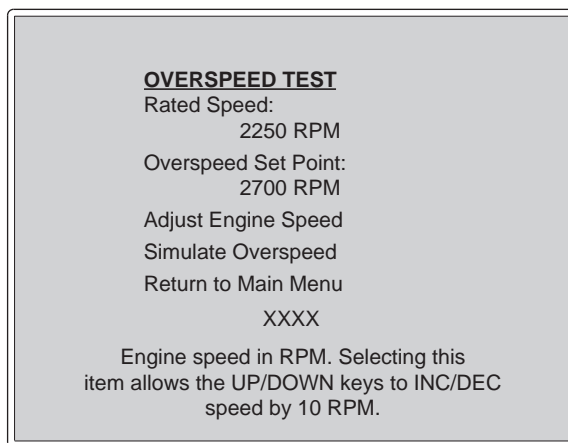 OVERSPEED TEST
Rated Speed:
2250 RPM
Overspeed Set Point:
2700 RPM
Adjust Engine Speed
Simulate Overspeed
Return to Main Menu
XXXX
Engine speed in RPM. Selecting this
item allows the UP/DOWN keys to INC/DEC
speed by 10 RPM.